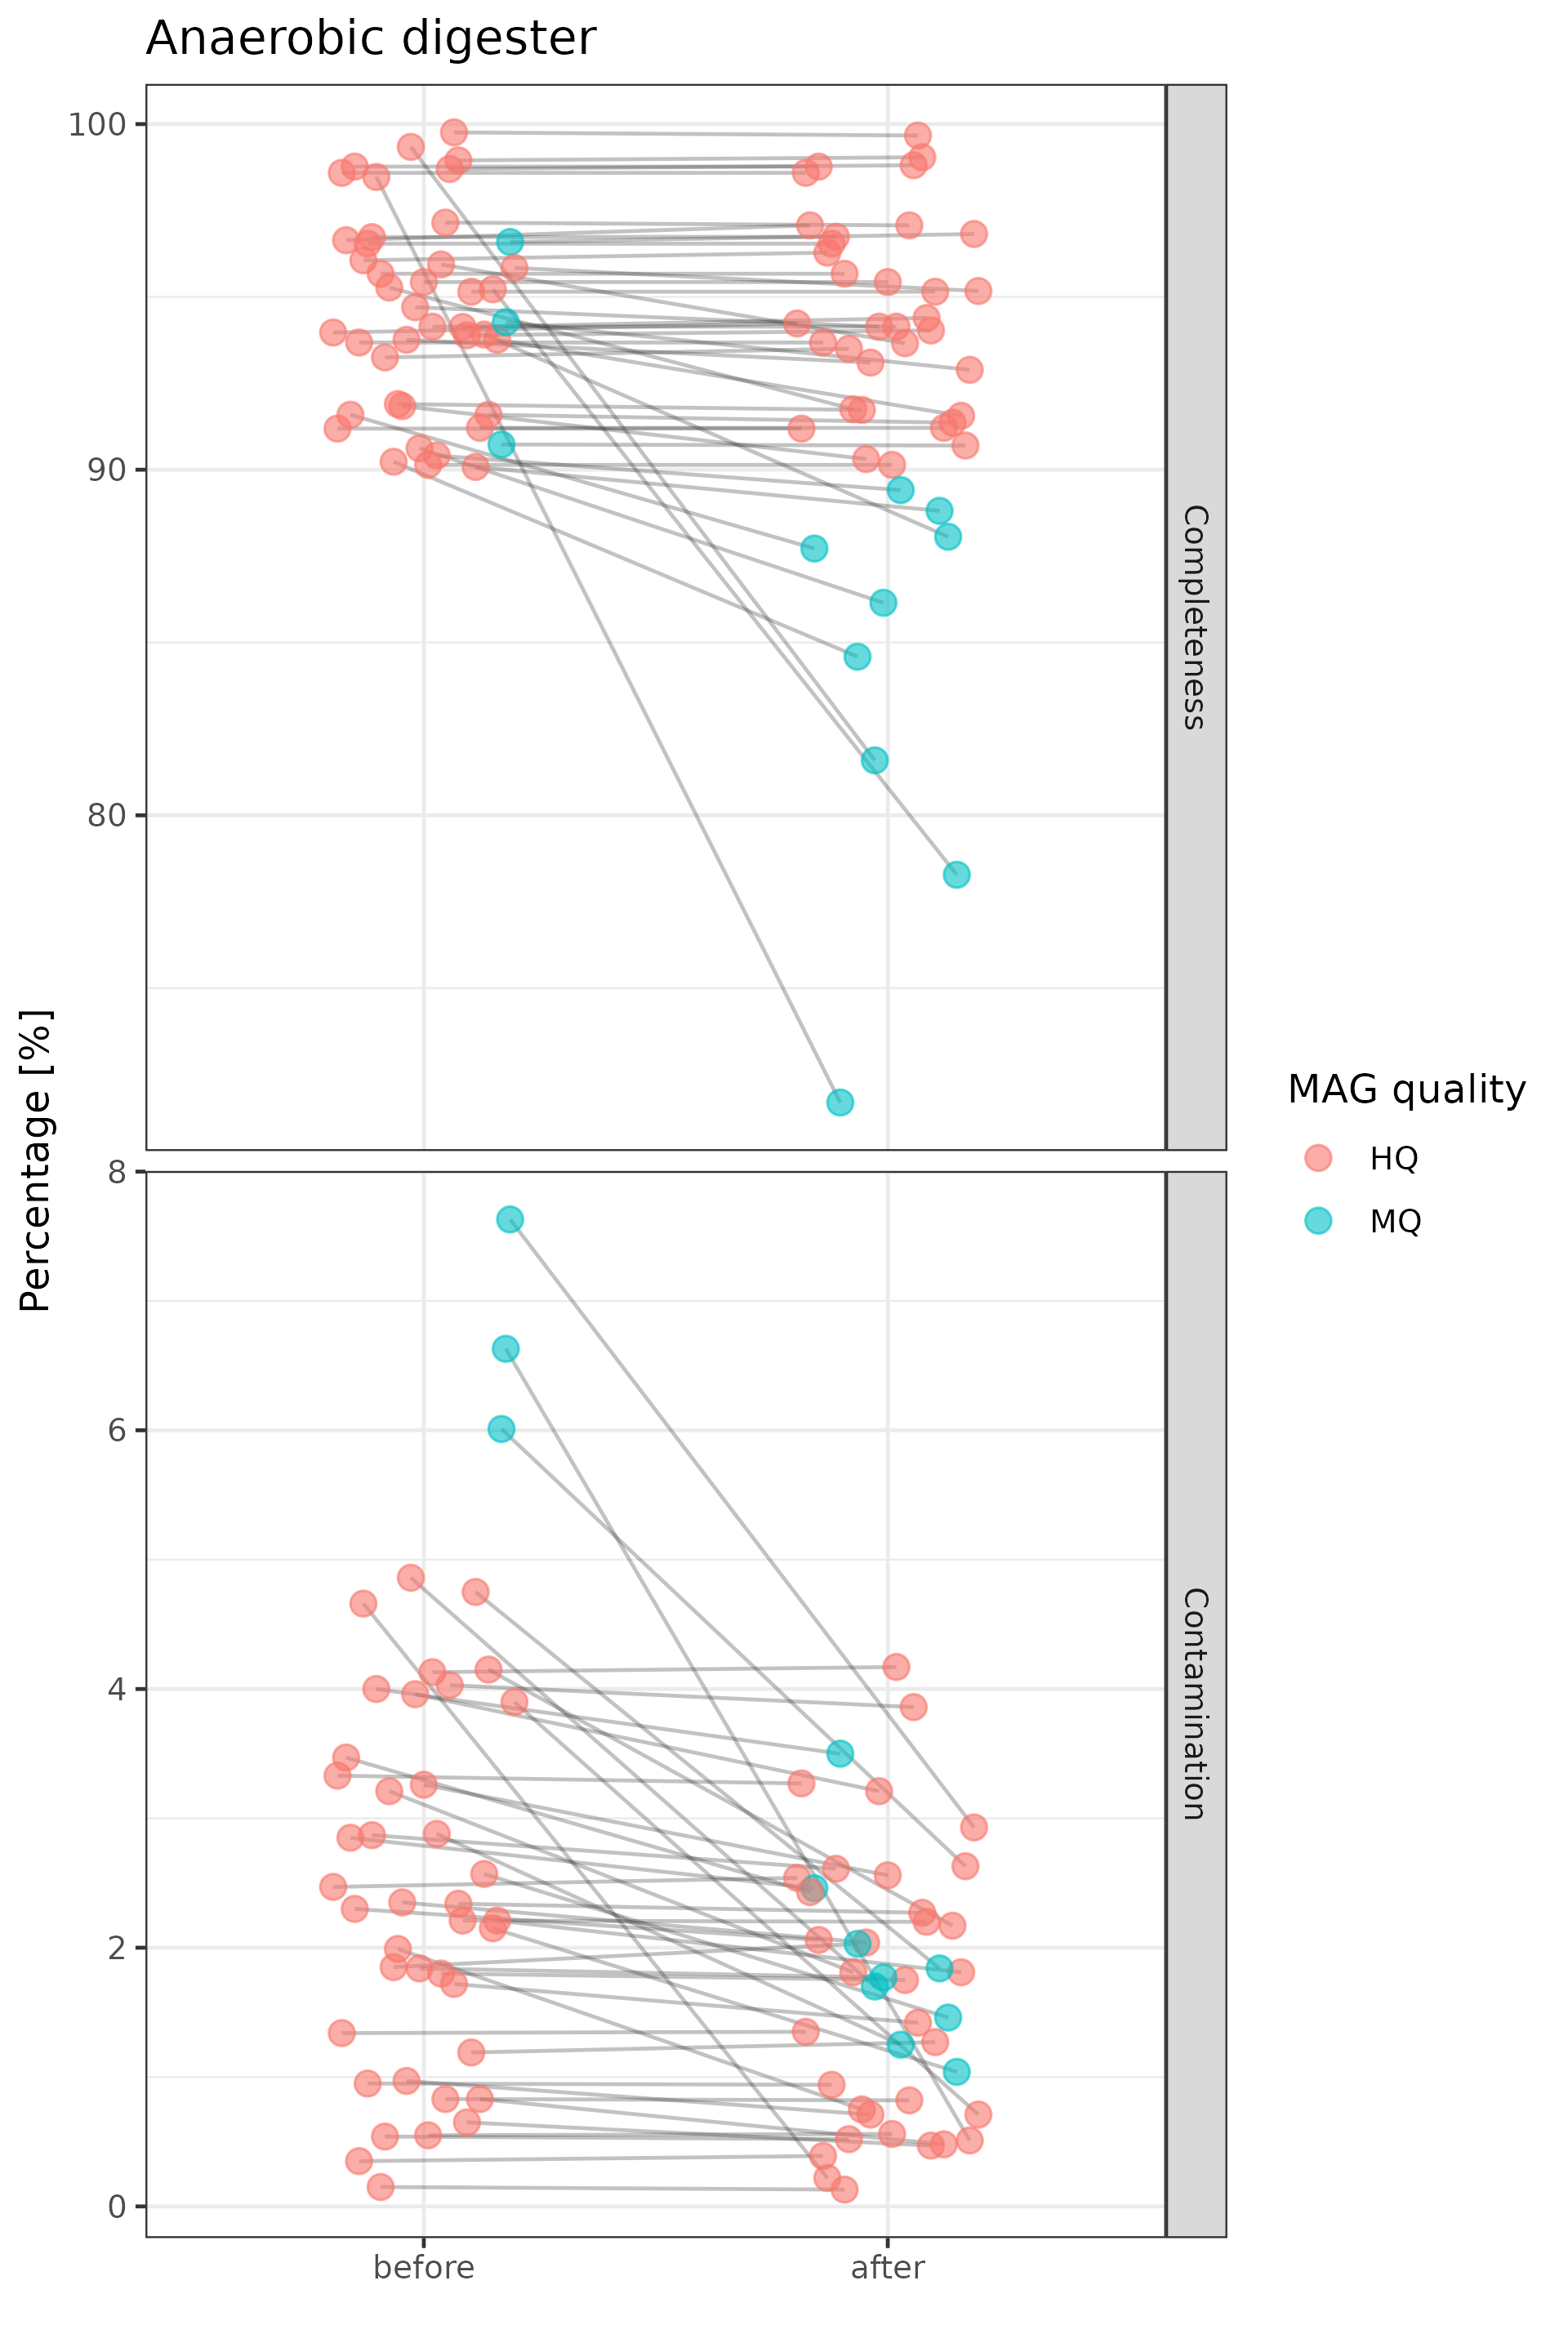 Anaerobic digester
100
90
80
Completeness
Percentage [%]
8
6
4
2
0
Contamination
before
after
MAG quality
HQ
MQ